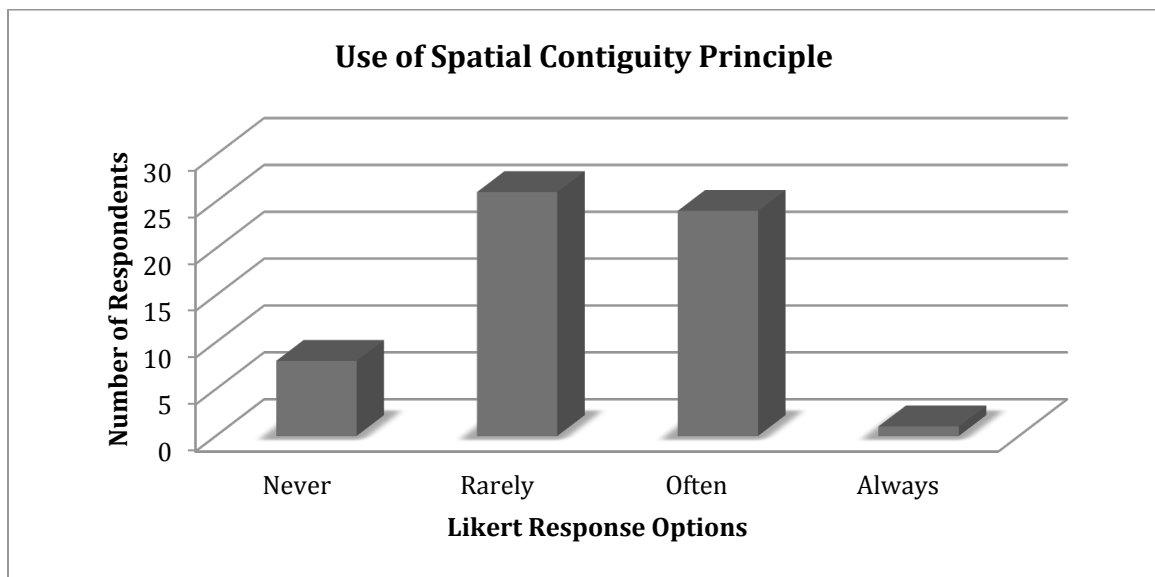 Use of Spatial Contiguity Principle
Number of Respondents
30
25
20
15
10
5
0
Never Rarely Often Always
Likert Response Options